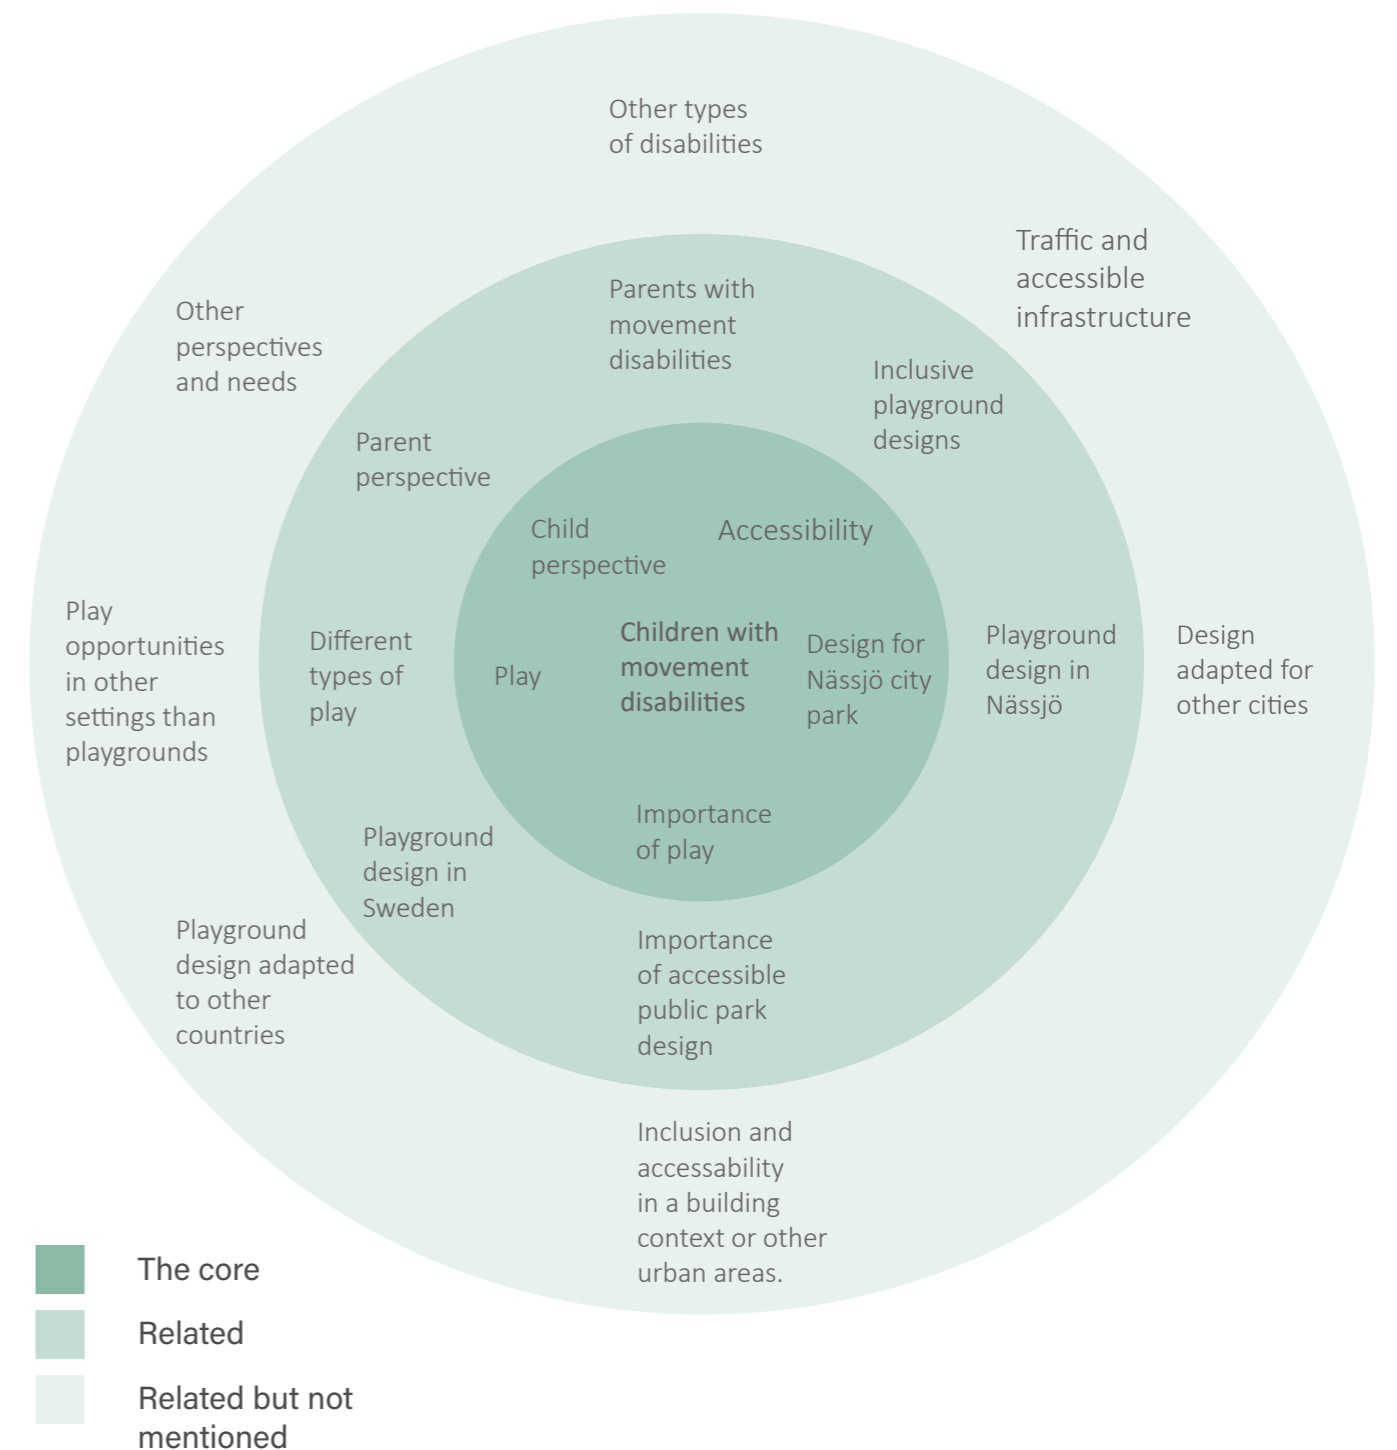 Other types
of disabilities
Traffic and
accessible
infrastructure
Other
perspectives
and needs
Parents with
movement
disabilities
Inclusive
playground
designs
Parent
perspective
Child
perspective
Accessibility
Play
opportunities
in other
settings than
playgrounds
Different
types of
play
Play
Children with
movement
disabilities
Design for
Nässjö city
park
Playground
design in
Nässjö
Design
adapted for
other cities
Importance
of play
Playground
design in
Sweden
Playground
design adapted
to other
countries
Importance
of accessible
public park
design
Inclusion and
accessability
in a building
context or other
urban areas.
The core
Related
Related but not
mentioned